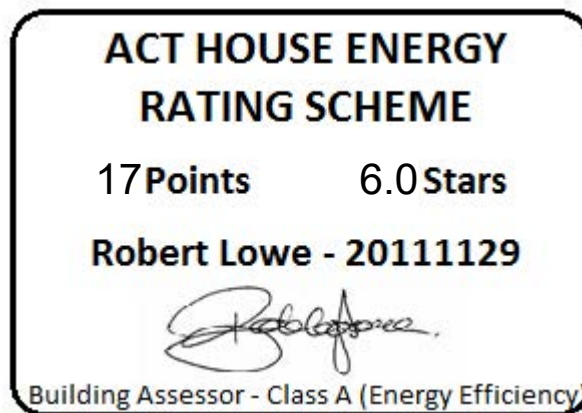 ACT HOUSE ENERGY
RATING SCHEME
17 Points 6.0 Stars
Robert Lowe - 20111129
Building Assessor - Class A (Energy Efficiency)